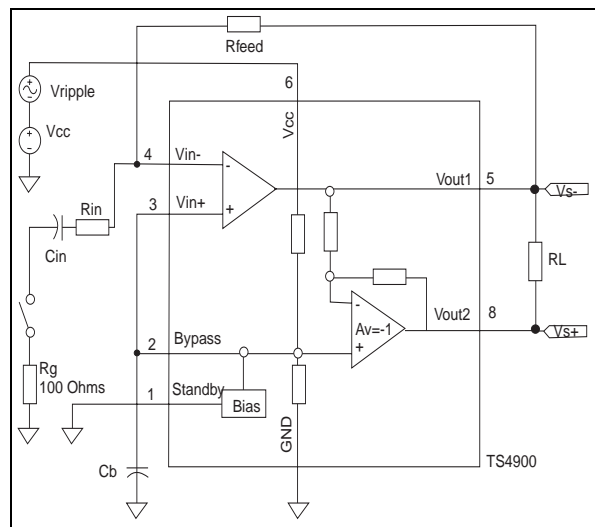 Rfeed
6
Vripple
Vcc
Vcc
4
Vin-
Vout1
5
Vs-
Rin
3
Vin+
Cin
RL
Av=-1
Vout2
8
Vs+
2
Bypass
Rg
100 Ohms
1
Standby
Bias
GND
Cb
TS4900
-
+
-
+